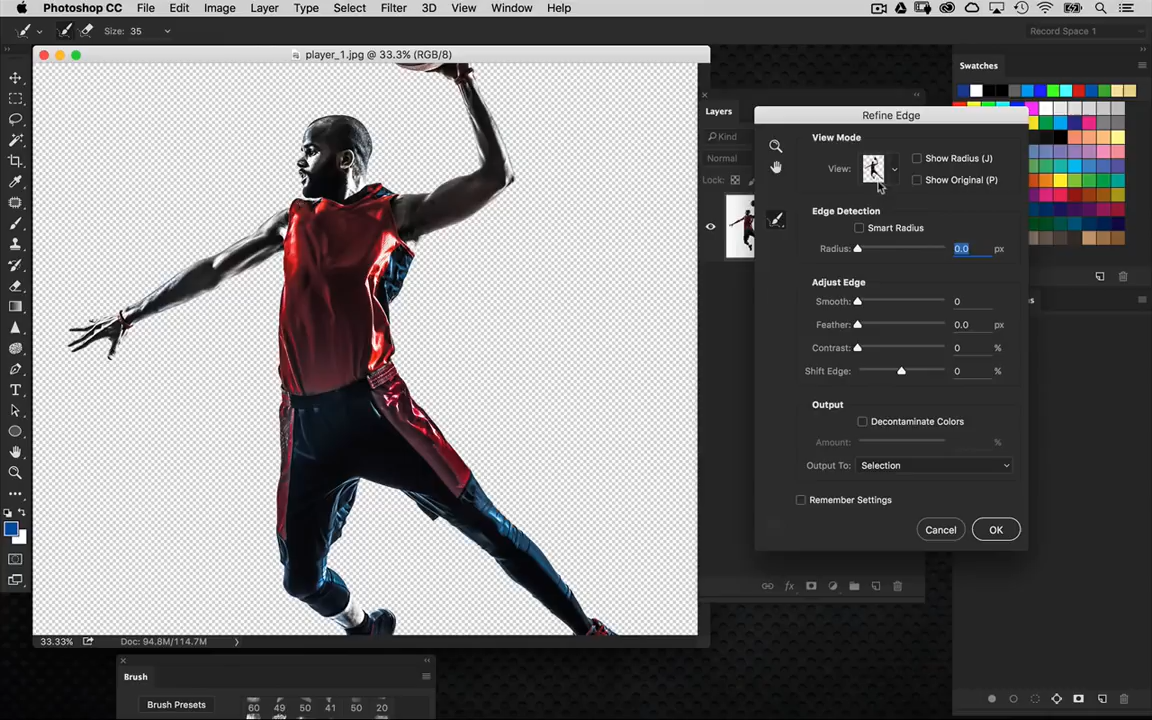 Photoshop CC File Edit Image Layer Type Select Filter 3D View Window Help
Size: 35
Record Space 1
player_1.jpg @ 33.3% (RGB/8)
Swatches
Layers
Kind
Normal
Lock:
Refine Edge
View Mode
View:
Show Radius (J)
Show Original (P)
Edge Detection
Smart Radius
Radius: 0.0 px
Adjust Edge
Smooth: 0
Feather: 0.0 px
Contrast: 0 %
Shift Edge: 0 %
Output
Decontaminate Colors
Amount: %
Output To: Selection
Remember Settings
Cancel OK
33.33% Doc: 94.8M/114.7M
Brush
Brush Presets
60 49 50 41 50 20